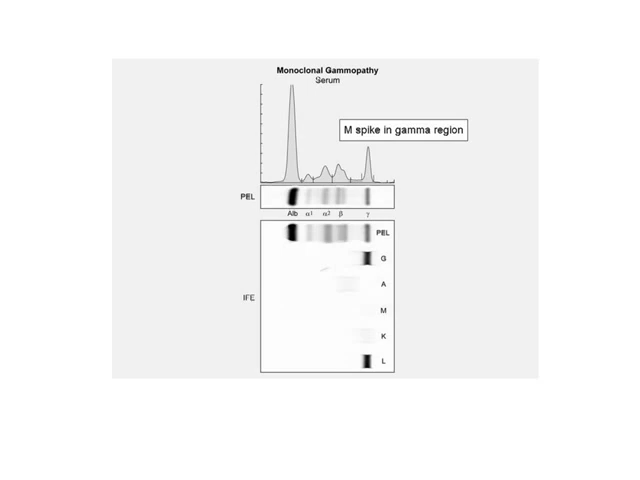 Monoclonal Gammopathy
Serum
M spike in gamma region
PEL
Alb α1 α2 β γ
PEL
G
A
IFE
M
K
L